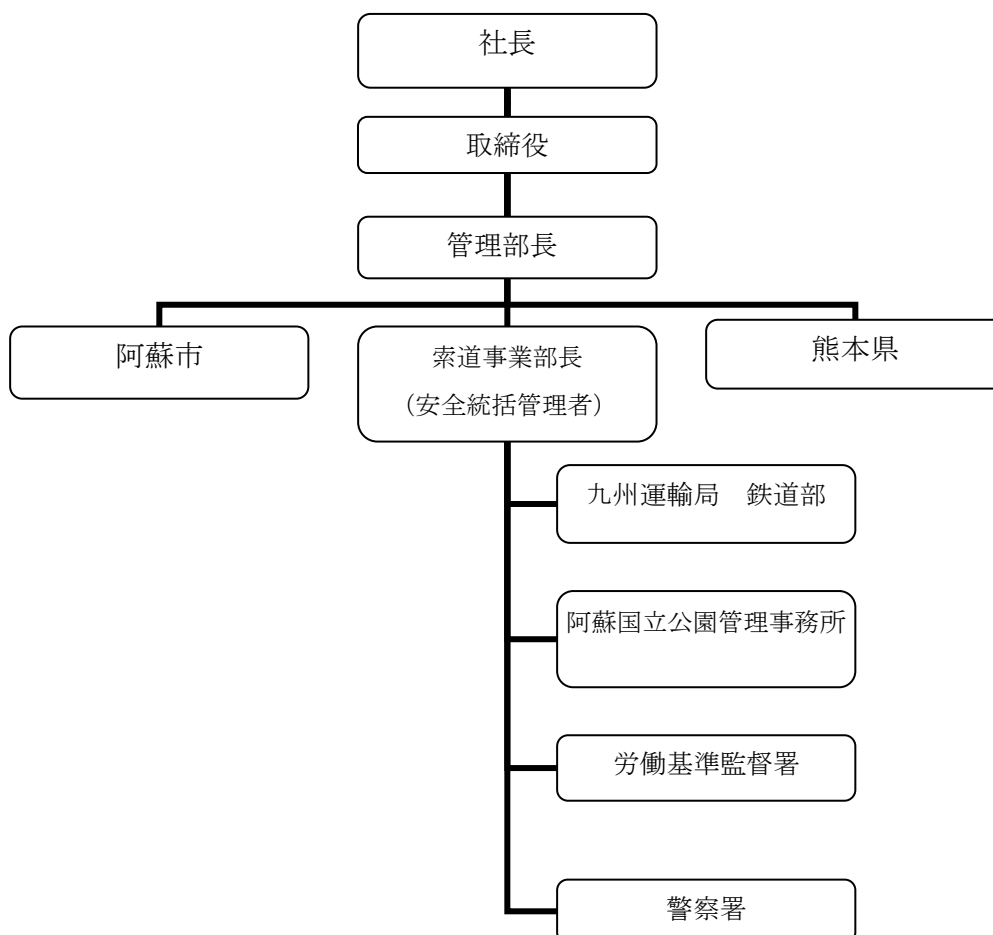 社長
取締役
管理部長
阿蘇市
索道事業部長
（安全統括管理者）
熊本県
九州運輸局　鉄道部
阿蘇国立公園管理事務所
労働基準監督署
警察署